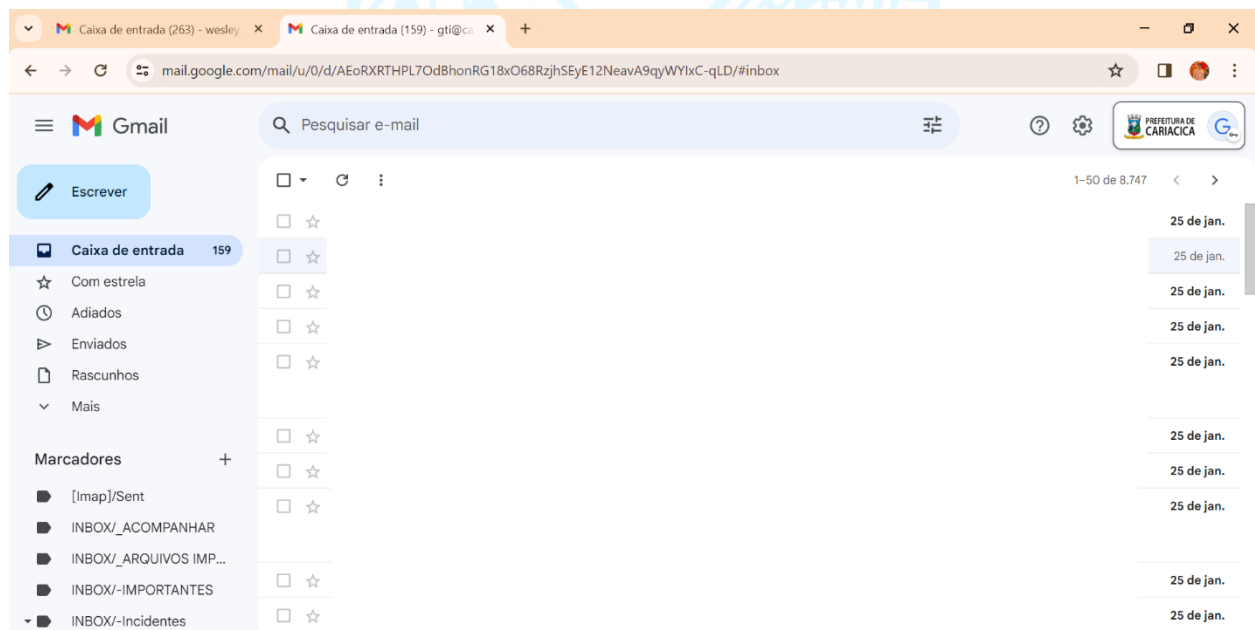 Caixa de entrada (263) - wesley.
Caixa de entrada (159) - gti@ca
mail.google.com/mail/u/0/d/AEoRXRTHPL7OdBhonRG18xO68RzjhSEyE12NeavA9qyWYIxC-qLD/#inbox
Gmail
Pesquisar e-mail
PREFEITURA DE
CARIACICA
Escrever
1–50 de 8.747
Caixa de entrada 159
Com estrela
Adiados
Enviados
Rascunhos
Mais
Marcadores
[Imap]/Sent
INBOX/_ACOMPANHAR
INBOX/_ARQUIVOS IMP...
INBOX/-IMPORTANTES
INBOX/-Incidentes
25 de jan.
25 de jan.
25 de jan.
25 de jan.
25 de jan.
25 de jan.
25 de jan.
25 de jan.
25 de jan.
25 de jan.